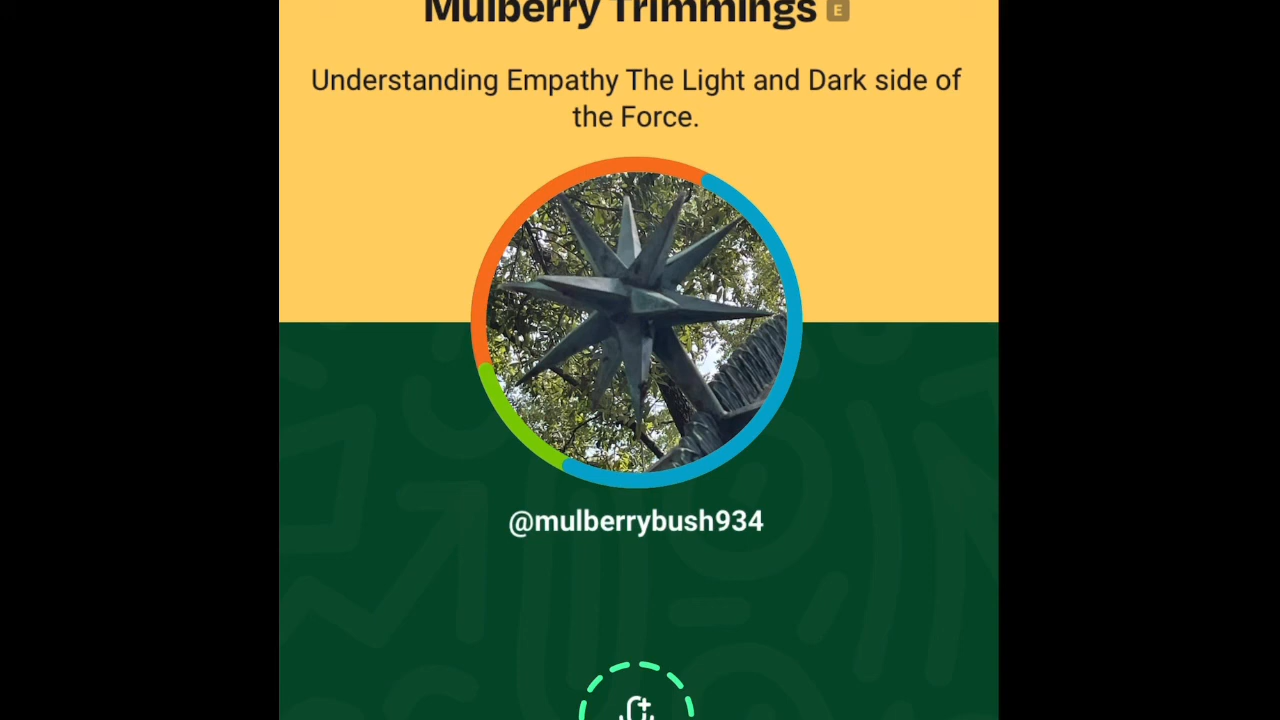 Mulberry Trimmings E
Understanding Empathy The Light and Dark side of
the Force.
@mulberrybush934